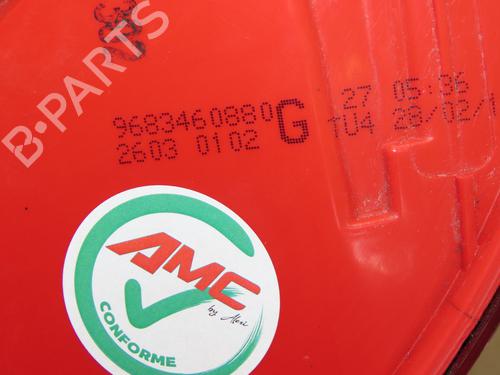 B-PARTS
9683460880 G 27 05:36
2603 0102 TU4 28/02/1
AMC
by Alexi
CONFORME